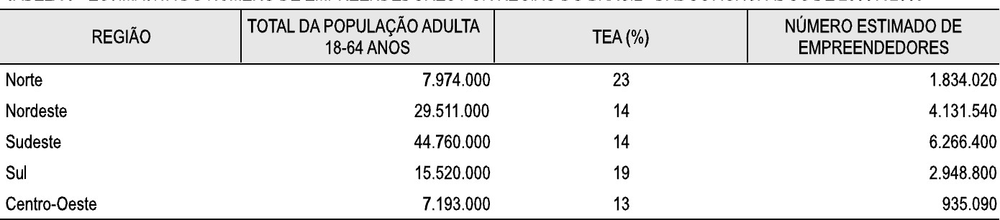 REGIÃO TOTAL DA POPULAÇÃO ADULTA 18-64 ANOS TEA (%) NÚMERO ESTIMADO DE EMPREENDEDORES
Norte 7.974.000 23 1.834.020
Nordeste 29.511.000 14 4.131.540
Sudeste 44.760.000 14 6.266.400
Sul 15.520.000 19 2.948.800
Centro-Oeste 7.193.000 13 935.090